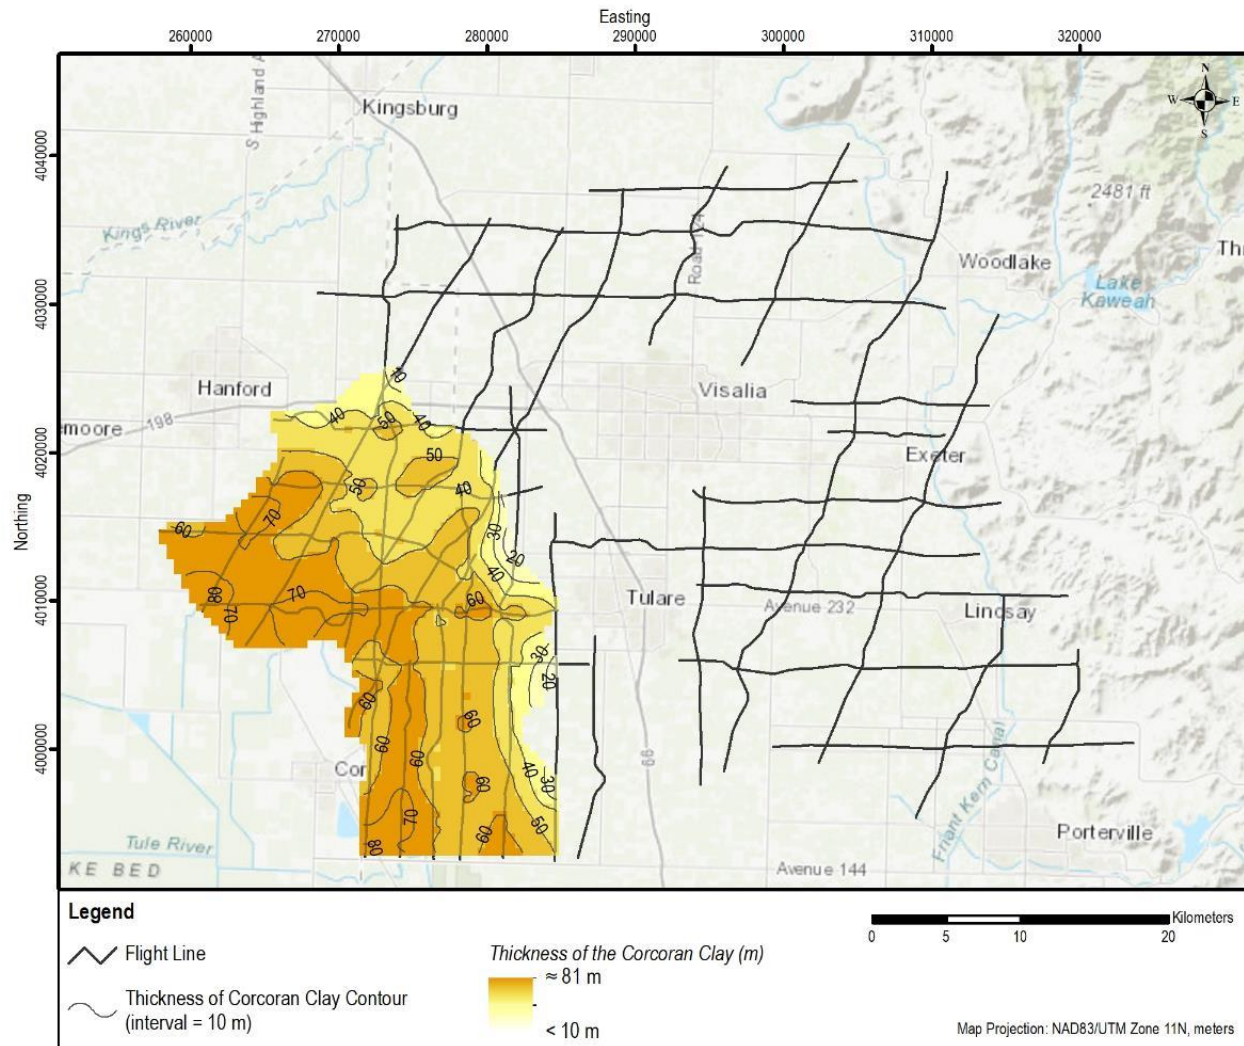 Easting
260000 270000 280000 290000 300000 310000 320000
N
W E
S
Kingsburg
S Highland A
4040000
2481 ft
Kings River
Road 124
Woodlake
Thr
Lake
Kaweah
4030000
10
Hanford
Visalia
198
moore
40 50 40
4020000
50
Exeter
50
40
Northing
70
60
30
20
40
4010000
80
70
70
60
Tulare
Avenue 232
Lindsay
30
20
60
60
60
60
4000000
99
Cor
40
30
60
Friant Kern Canal
70
60
50
80
Porterville
Tule River
KE BED
Avenue 144
Legend
Flight Line
Thickness of Corcoran Clay Contour
(interval = 10 m)
Thickness of the Corcoran Clay (m)
≈ 81 m
< 10 m
Kilometers
0 5 10 20
Map Projection: NAD83/UTM Zone 11N, meters